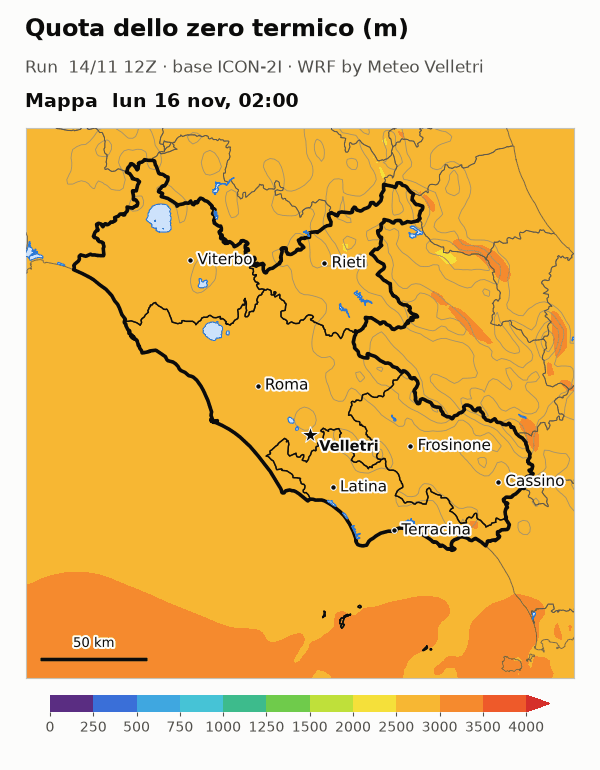 Quota dello zero termico (m)
Run  14/11 12Z · base ICON-2I · WRF by Meteo Velletri
Mappa  lun 16 nov, 02:00
Viterbo
Rieti
Roma
Velletri
Frosinone
Latina
Cassino
Terracina
50 km
0 250 500 750 1000 1250 1500 2000 2500 3000 3500 4000